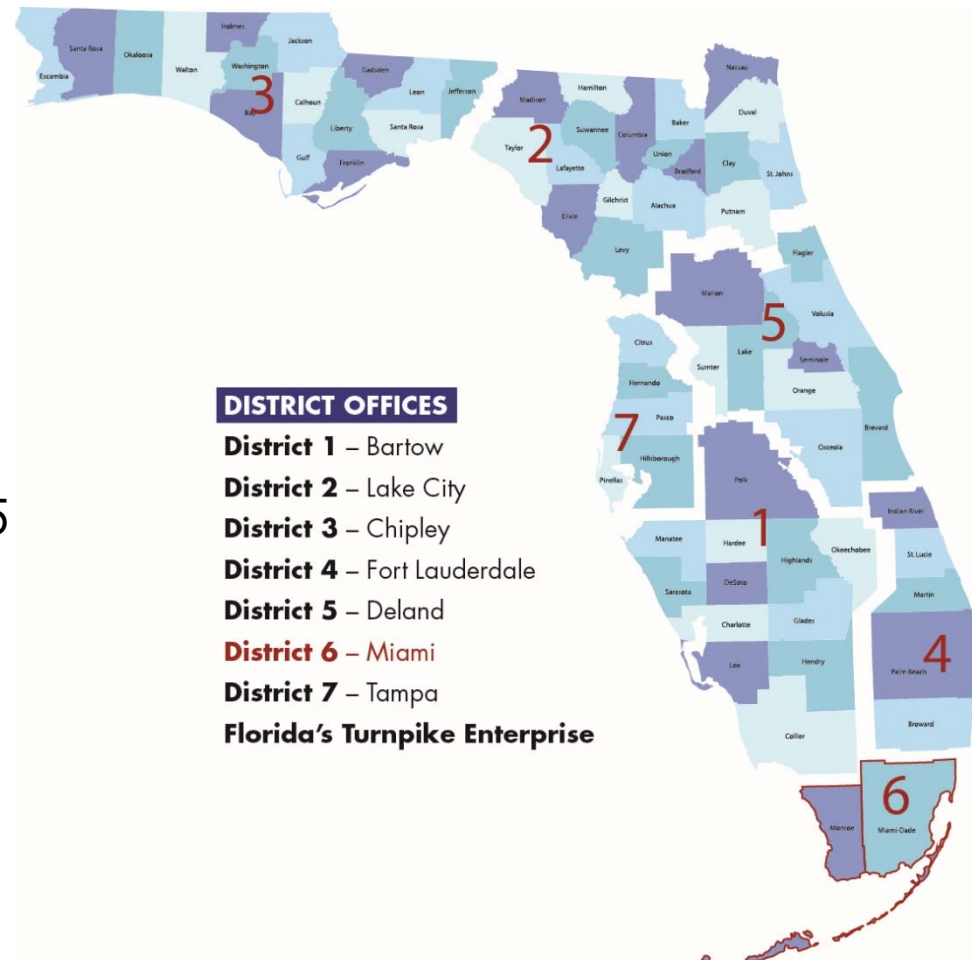 Holmes
Santa Rosa
Okaloosa
Jackson
Walton
Washington
Escambia
3
Bay
Gadsden
Leon
Jefferson
Calhoun
Liberty
Santa Rosa
Gulf
Franklin
Nassau
Hamilton
Madison
Duval
Baker
Suwannee
Columbia
2
Taylor
Union
Lafayette
Bradford
Clay
St. Johns
Gilchrist
Alachua
Putnam
Dixie
Levy
Flagler
Marion
5
Volusia
Citrus
Lake
Sumter
Seminole
Hernando
Orange
Pasco
Brevard
7
Osceola
Hillsborough
Pinellas
Polk
DISTRICT OFFICES
District 1 – Bartow
District 2 – Lake City
District 3 – Chipley
District 4 – Fort Lauderdale
District 5 – Deland
District 6 – Miami
District 7 – Tampa
Florida's Turnpike Enterprise
5
Indian River
1
Manatee
Hardee
Okeechobee
Highlands
St. Lucie
DeSoto
Sarasota
Martin
Charlotte
Glades
4
Lee
Hendry
Palm Beach
Broward
Collier
6
Monroe
Miami-Dade